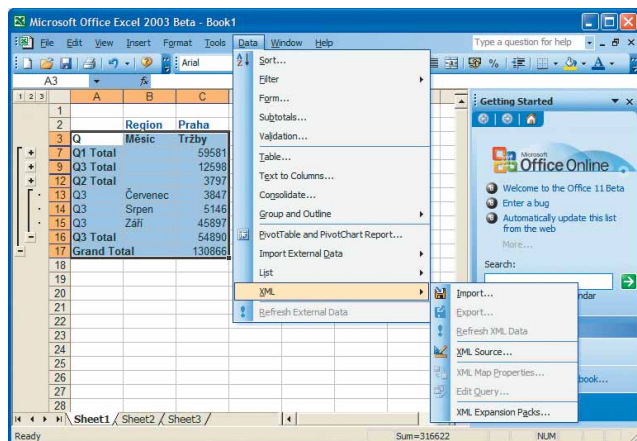 Microsoft Office Excel 2003 Beta - Book1
File Edit View Insert Format Tools Data Window Help
Type a question for help
Arial
%
A
A3
fx
1 2 3
A B C
1
2 Region Praha
3 Q Měsíc Tržby
7 Q1 Total 59581
9 Q3 Total 12598
12 Q2 Total 3797
13 Q3 Červenec 3847
14 Q3 Srpen 5146
15 Q3 Září 45897
16 Q3 Total 54890
17 Grand Total 130866
18
19
20
21
22
23
24
25
26
27
28
Sort...
Filter
Form...
Subtotals...
Validation...
Table...
Text to Columns...
Consolidate...
Group and Outline
PivotTable and PivotChart Report...
Import External Data
List
XML
Refresh External Data
Import...
Export...
Refresh XML Data
XML Source...
XML Map Properties...
Edit Query...
XML Expansion Packs...
Getting Started
Microsoft
Office Online
Welcome to the Office 11 Beta
Enter a bug
Automatically update this list
from the web
More...
Search:
ndar
book...
Sheet1 Sheet2 Sheet3
Ready
Sum=316622
NUM